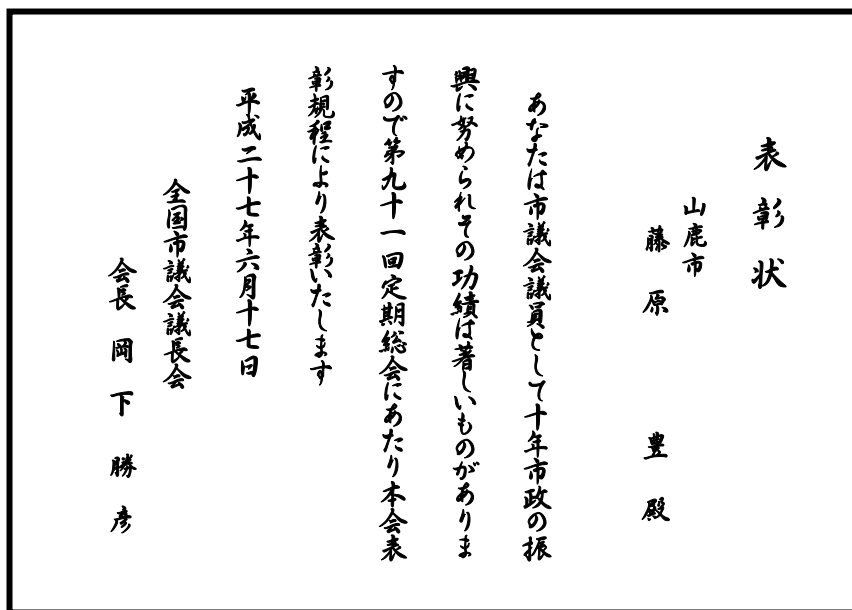 表彰状
山鹿市
藤原 豊殿
あなたは市議会議員として十年市政の振
興に努められその功績は著しいものがありま
すので第九十一回定期総会にあたり本会表
彰規程により表彰いたします
平成二十七年六月十七日
全国市議会議長会
会長 岡下勝彦